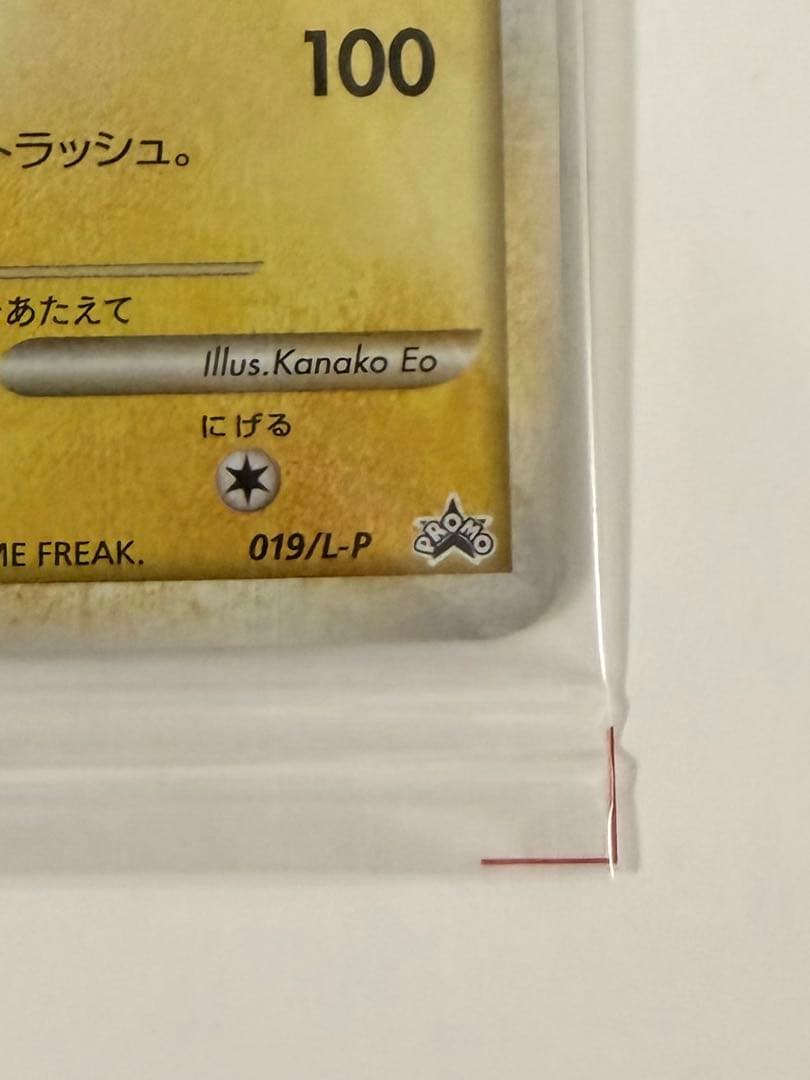 100
トラッシュ。
あたえて
Illus.Kanako Eo
にげる
ME FREAK.
019/L-P
PROMO